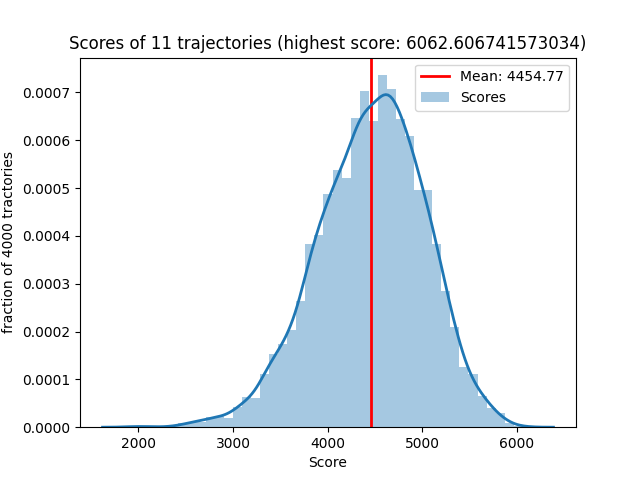 Scores of 11 trajectories (highest score: 6062.606741573034)
Mean: 4454.77
Scores
0.0007
0.0006
0.0005
0.0004
0.0003
0.0002
0.0001
0.0000
fraction of 4000 tractories
2000 3000 4000 5000 6000
Score